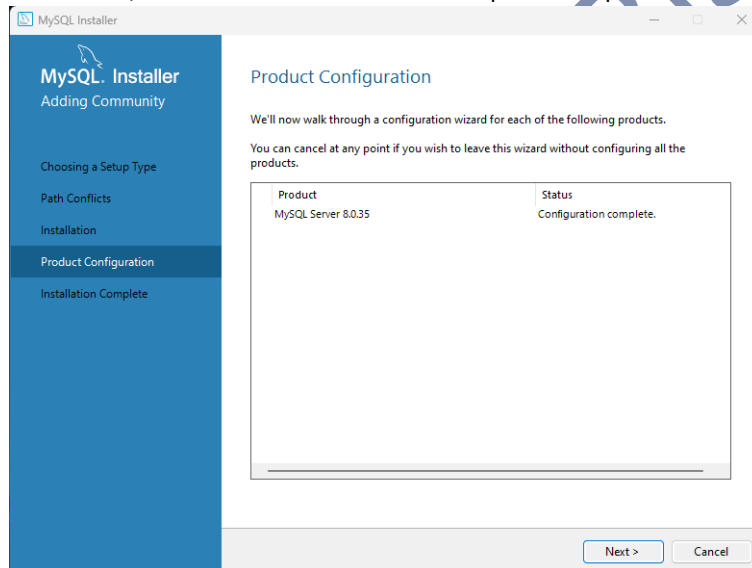 MySQL Installer
MySQL. Installer
Adding Community
Choosing a Setup Type
Path Conflicts
Installation
Product Configuration
Installation Complete
Product Configuration
We'll now walk through a configuration wizard for each of the following products.
You can cancel at any point if you wish to leave this wizard without configuring all the
products.
Product Status
MySQL Server 8.0.35 Configuration complete.
Next > Cancel